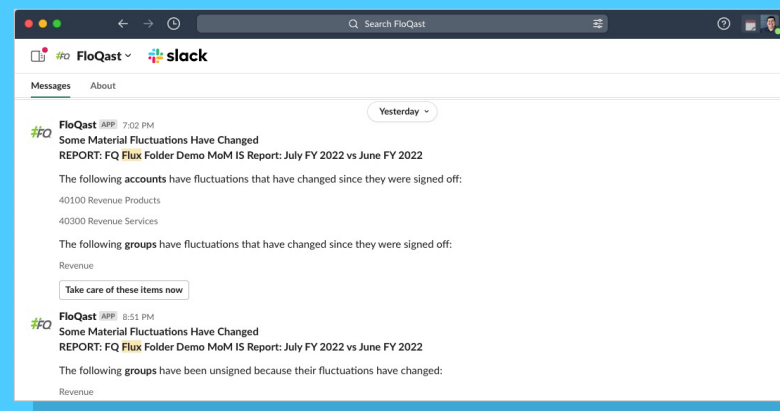 Search FloQast
#FQ FloQast slack
Messages About
Yesterday
#FQ FloQast APP 7:02 PM
Some Material Fluctuations Have Changed
REPORT: FQ Flux Folder Demo MoM IS Report: July FY 2022 vs June FY 2022
The following accounts have fluctuations that have changed since they were signed off:
40100 Revenue Products
40300 Revenue Services
The following groups have fluctuations that have changed since they were signed off:
Revenue
Take care of these items now
#FQ FloQast APP 8:51 PM
Some Material Fluctuations Have Changed
REPORT: FQ Flux Folder Demo MoM IS Report: July FY 2022 vs June FY 2022
The following groups have been unsigned because their fluctuations have changed:
Revenue